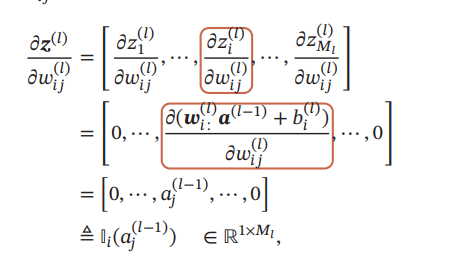 ∂𝒛^(l)/∂w_ij^(l) = [∂z_1^(l)/∂w_ij^(l), ⋯, ∂z_i^(l)/∂w_ij^(l), ⋯, ∂z_{M_l}^(l)/∂w_ij^(l)]
= [0, ⋯, ∂(𝒘_{i:}^(l) 𝒂^(l−1) + b_i^(l))/∂w_ij^(l), ⋯, 0]
= [0, ⋯, a_j^(l−1), ⋯, 0]
≜ 𝕀_i(a_j^(l−1)) ∈ ℝ^{1×M_l},